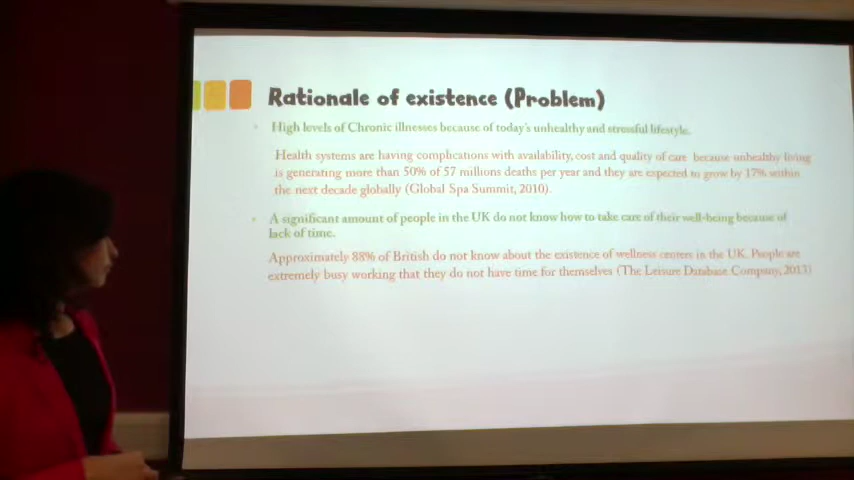 Rationale of existence (Problem)
High levels of Chronic illnesses because of today's unhealthy and stressful lifestyle.
Health systems are having complications with availability, cost and quality of care because unhealthy living
is generating more than 50% of 57 millions deaths per year and they are expected to grow by 17% within
the next decade globally (Global Spa Summit, 2010).
A significant amount of people in the UK do not know how to take care of their well-being because of
lack of time.
Approximately 88% of British do not know about the existence of wellness centers in the UK. People are
extremely busy working that they do not have time for themselves (The Leisure Database Company, 2013)